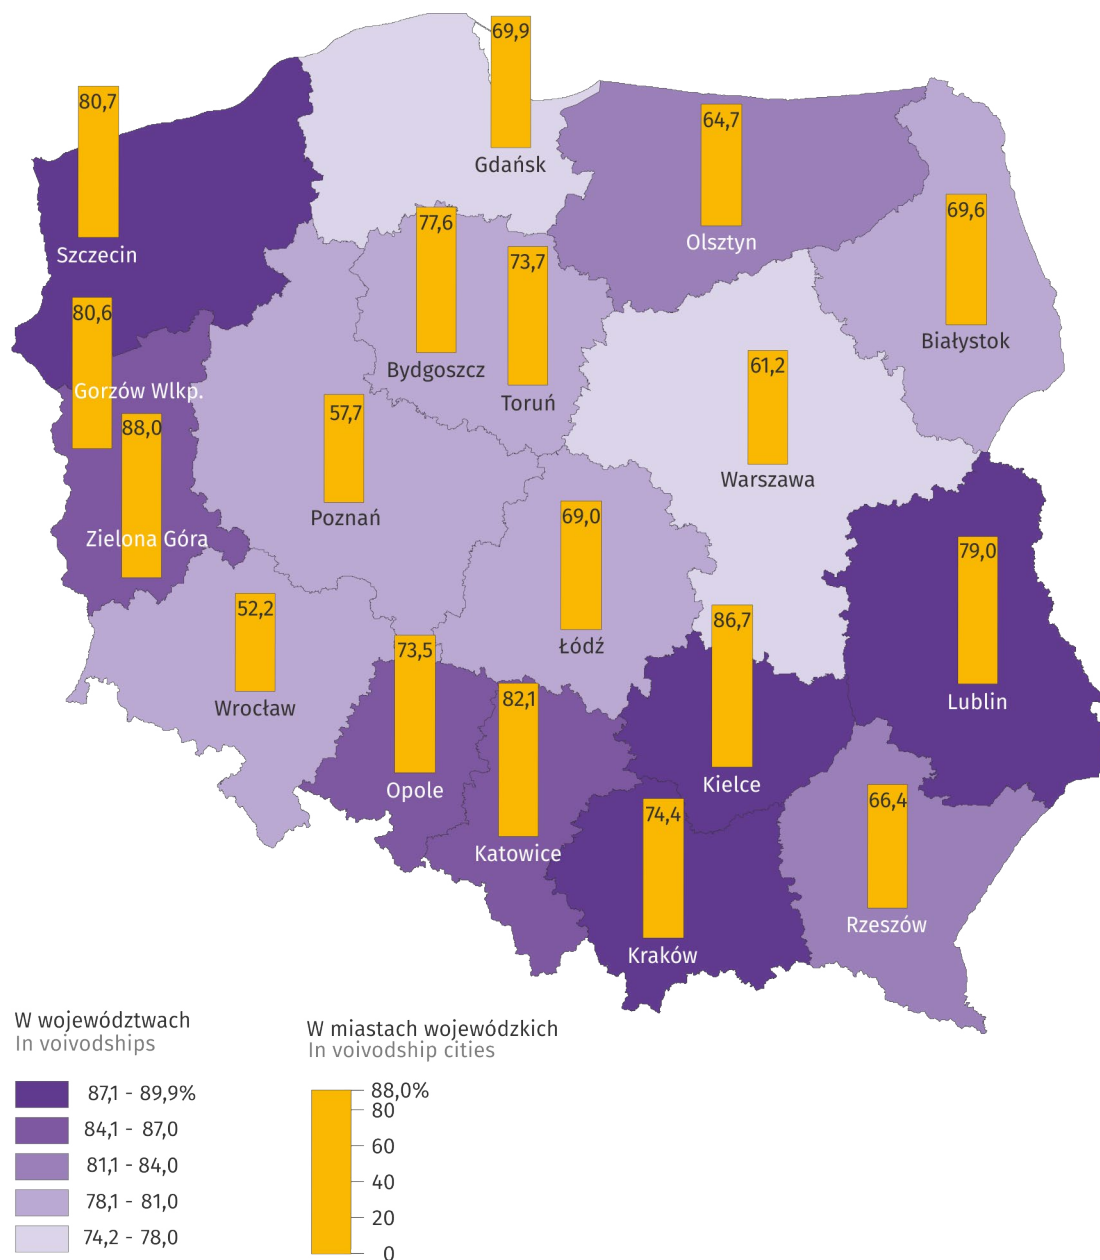 69,9
Gdańsk
80,7
Szczecin
64,7
Olsztyn
69,6
Białystok
77,6
Bydgoszcz
73,7
Toruń
80,6
Gorzów Wlkp.
88,0
Zielona Góra
57,7
Poznań
61,2
Warszawa
69,0
Łódź
79,0
Lublin
52,2
Wrocław
73,5
Opole
86,7
Kielce
82,1
Katowice
74,4
Kraków
66,4
Rzeszów
W województwach
In voivodships
87,1 - 89,9%
84,1 - 87,0
81,1 - 84,0
78,1 - 81,0
74,2 - 78,0
W miastach wojewódzkich
In voivodship cities
88,0%
80
60
40
20
0